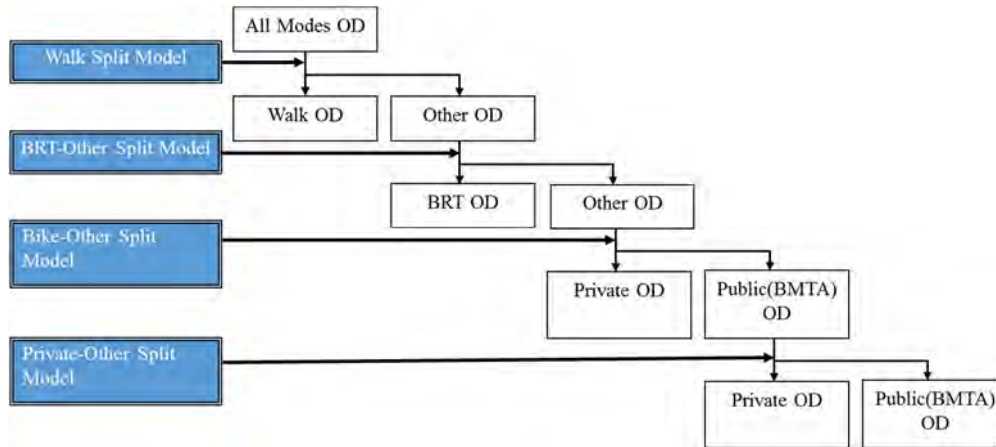 All Modes OD
Walk Split Model
Walk OD
Other OD
BRT-Other Split Model
BRT OD
Other OD
Bike-Other Split
Model
Private OD
Public(BMTA)
OD
Private-Other Split
Model
Private OD
Public(BMTA)
OD